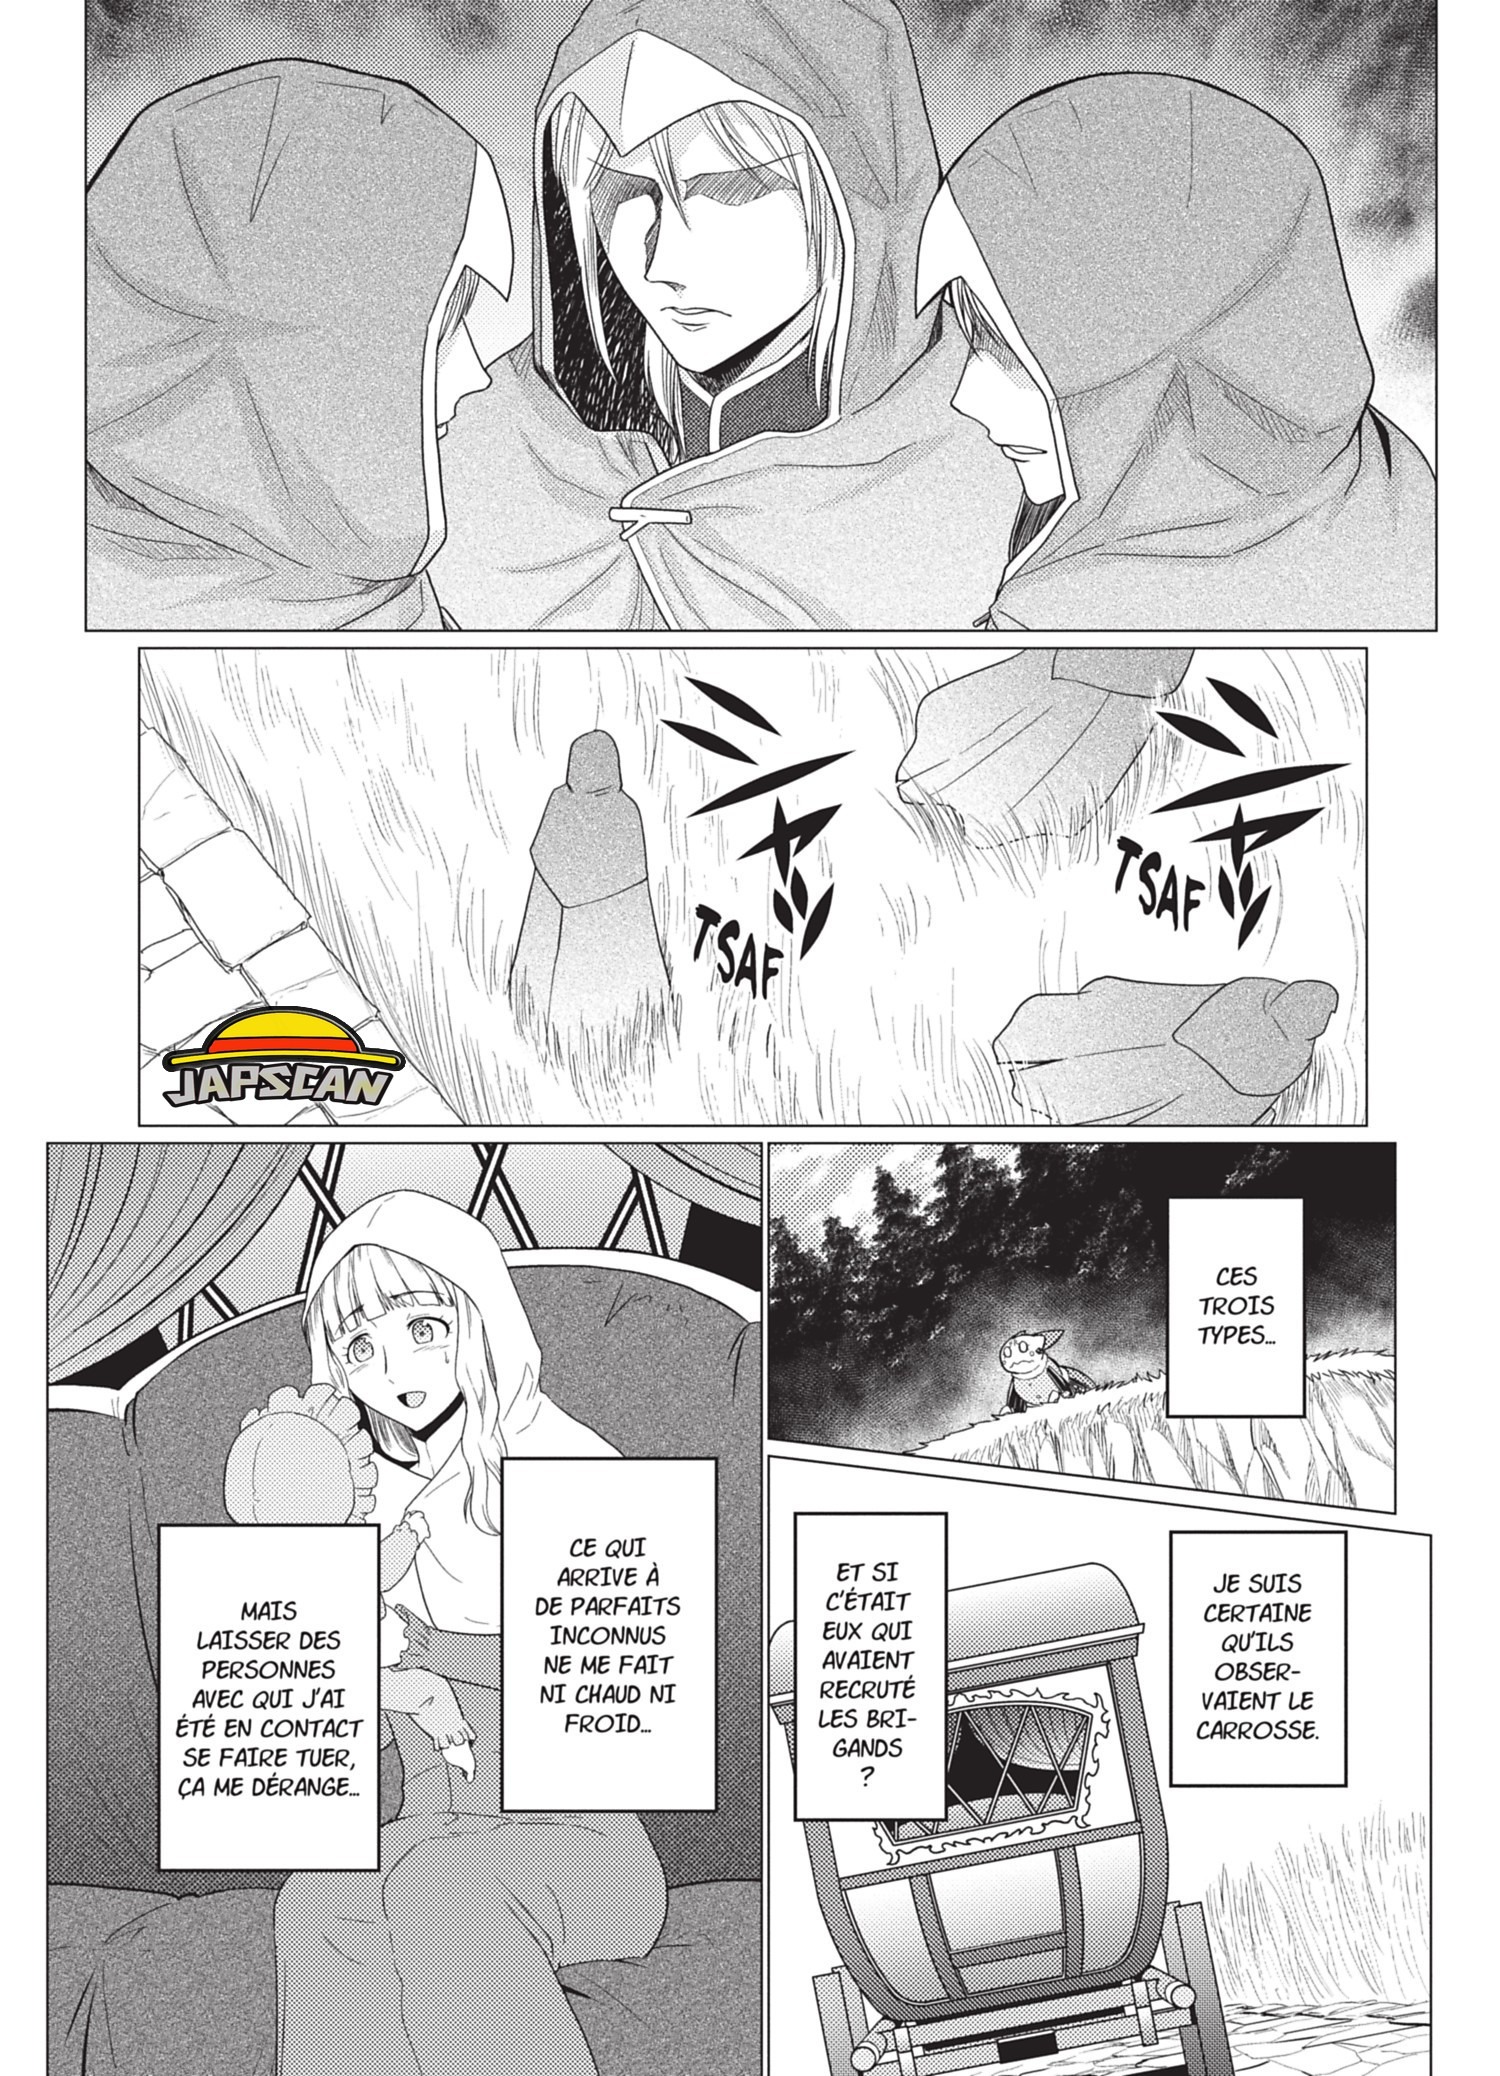 TSAF
TSAF
JAPSCAN
CES
TROIS
TYPES...
JE SUIS
CERTAINE
QU'ILS
OBSER-
VAIENT LE
CARROSSE.
ET SI
C'ÉTAIT
EUX QUI
AVAIENT
RECRUTÉ
LES BRI-
GANDS
?
CE QUI
ARRIVE À
DE PARFAITS
INCONNUS
NE ME FAIT
NI CHAUD NI
FROID...
MAIS
LAISSER DES
PERSONNES
AVEC QUI J'AI
ÉTÉ EN CONTACT
SE FAIRE TUER,
ÇA ME DÉRANGE...